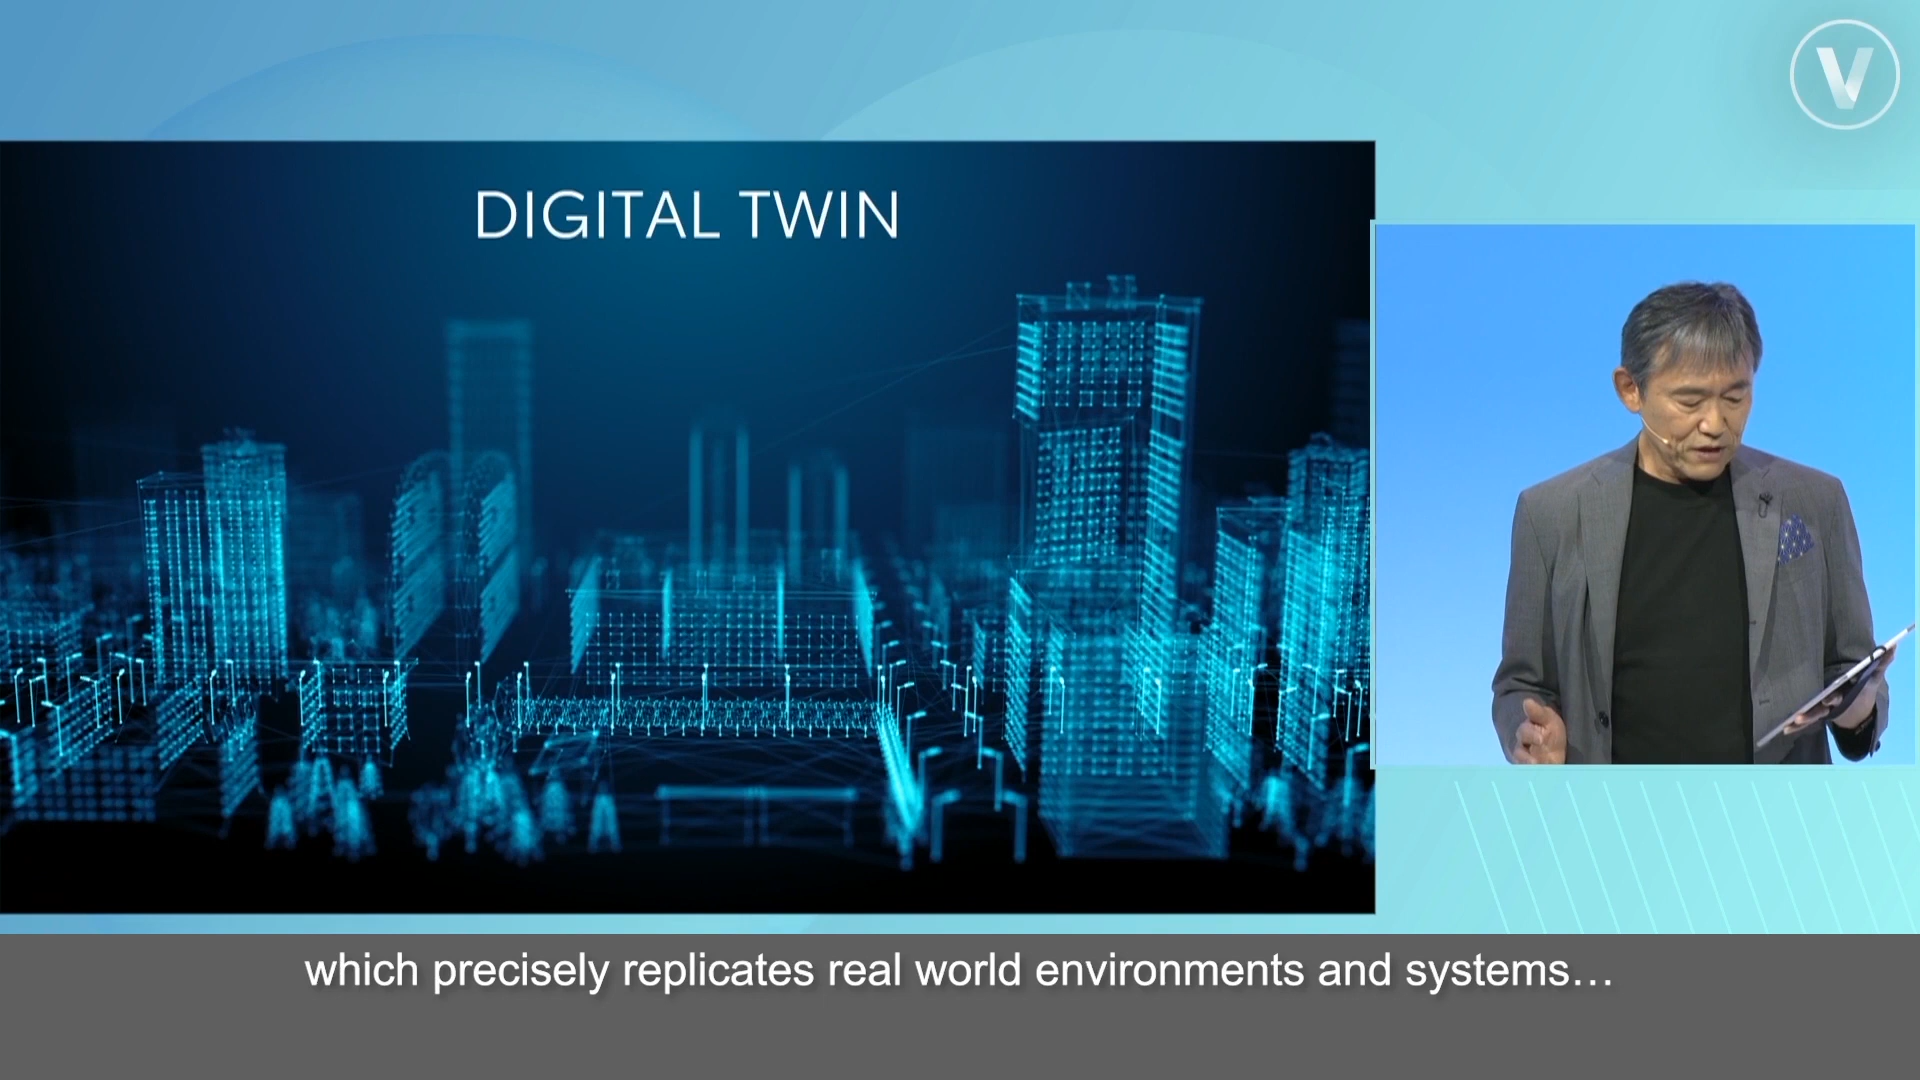 V
DIGITAL TWIN
which precisely replicates real world environments and systems…